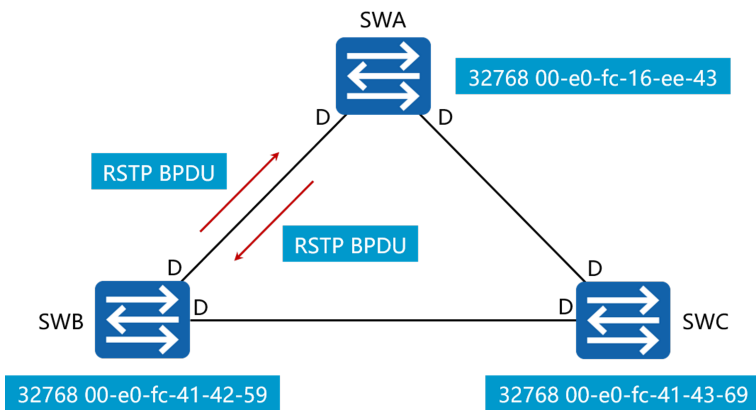 SWA
32768 00-e0-fc-16-ee-43
D
D
RSTP BPDU
RSTP BPDU
D
D
D
D
SWB
SWC
32768 00-e0-fc-41-42-59
32768 00-e0-fc-41-43-69